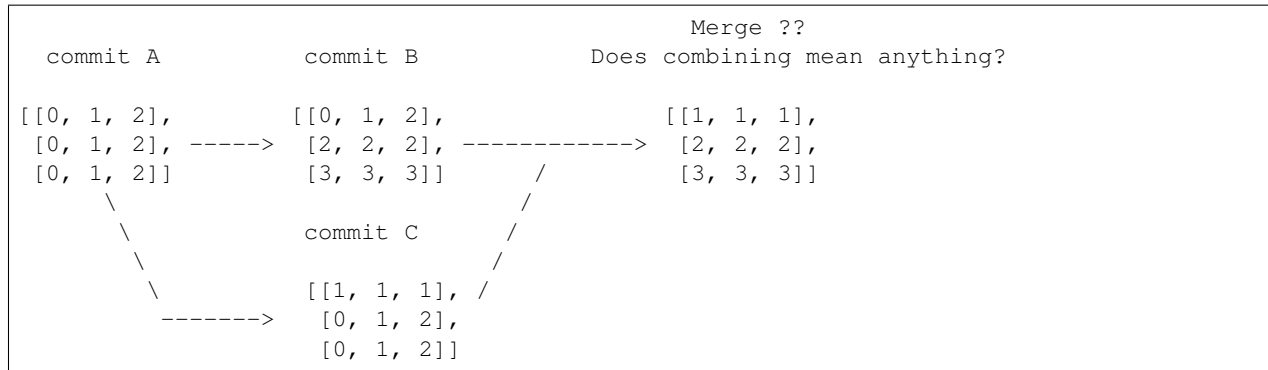 Merge ??
  commit A            commit B             Does combining mean anything?

[[0, 1, 2],         [[0, 1, 2],                [[1, 1, 1],
 [0, 1, 2], ----->   [2, 2, 2], ------------>   [2, 2, 2],
 [0, 1, 2]]          [3, 3, 3]]      /          [3, 3, 3]]
      \                             /
       \             commit C      /
        \                         /
         \           [[1, 1, 1], /
          ------->    [0, 1, 2],
                      [0, 1, 2]]